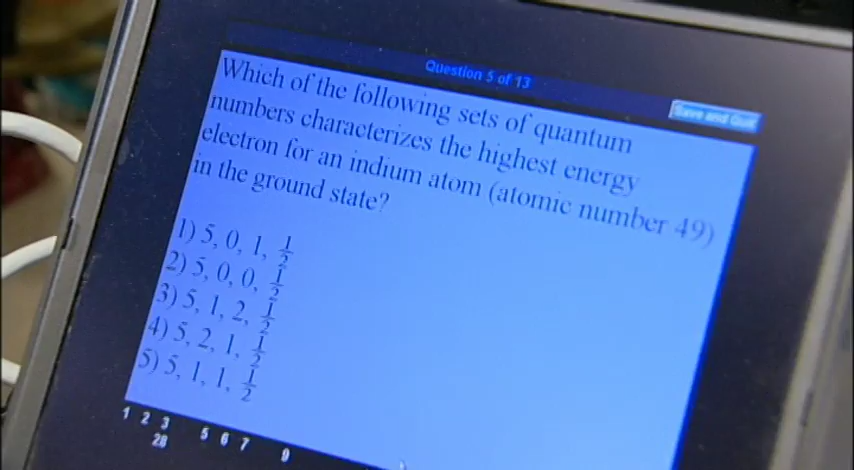 Question 5 of 13
Save and Quit
Which of the following sets of quantum
numbers characterizes the highest energy
electron for an indium atom (atomic number 49)
in the ground state?
1) 5, 0, 1, 1/2
2) 5, 0, 0, 1/2
3) 5, 1, 2, 1/2
4) 5, 2, 1, 1/2
5) 5, 1, 1, 1/2
1 2 3 5 6 7 9
28